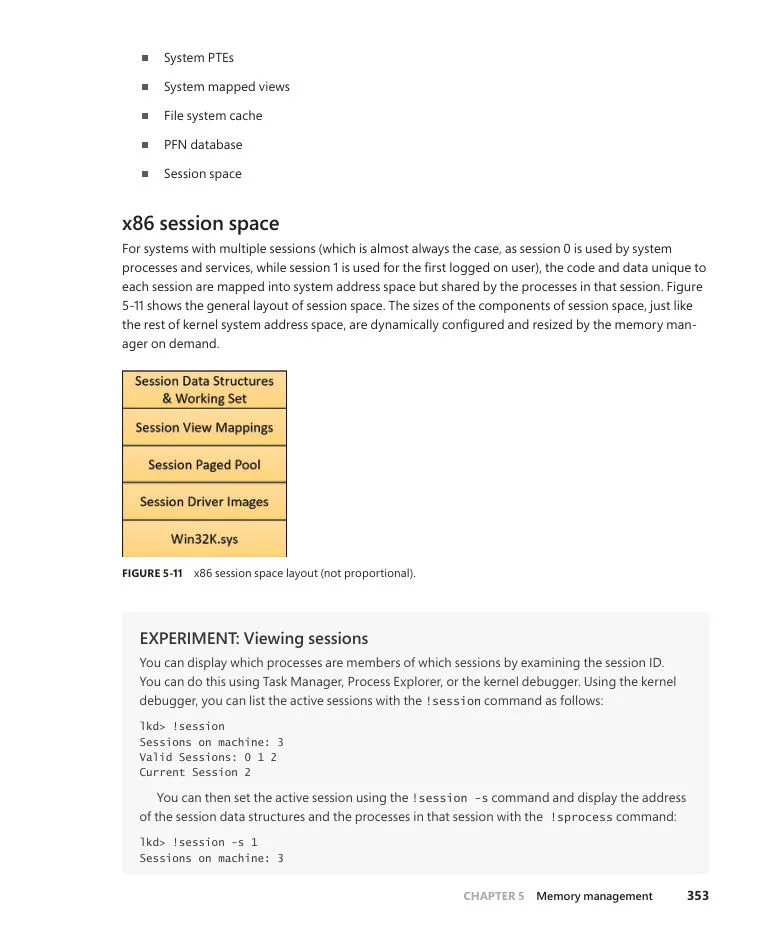 ■ System PTEs
■ System mapped views
■ File system cache
■ PFN database
■ Session space
x86 session space
For systems with multiple sessions (which is almost always the case, as session 0 is used by system
processes and services, while session 1 is used for the first logged on user), the code and data unique to
each session are mapped into system address space but shared by the processes in that session. Figure
5-11 shows the general layout of session space. The sizes of the components of session space, just like
the rest of kernel system address space, are dynamically configured and resized by the memory man-
ager on demand.
Session Data Structures
& Working Set
Session View Mappings
Session Paged Pool
Session Driver Images
Win32K.sys
FIGURE 5-11 x86 session space layout (not proportional).
EXPERIMENT: Viewing sessions
You can display which processes are members of which sessions by examining the session ID.
You can do this using Task Manager, Process Explorer, or the kernel debugger. Using the kernel
debugger, you can list the active sessions with the !session command as follows:
lkd> !session
Sessions on machine: 3
Valid Sessions: 0 1 2
Current Session 2
You can then set the active session using the !session -s command and display the address
of the session data structures and the processes in that session with the !sprocess command:
lkd> !session -s 1
Sessions on machine: 3
CHAPTER 5 Memory management 353